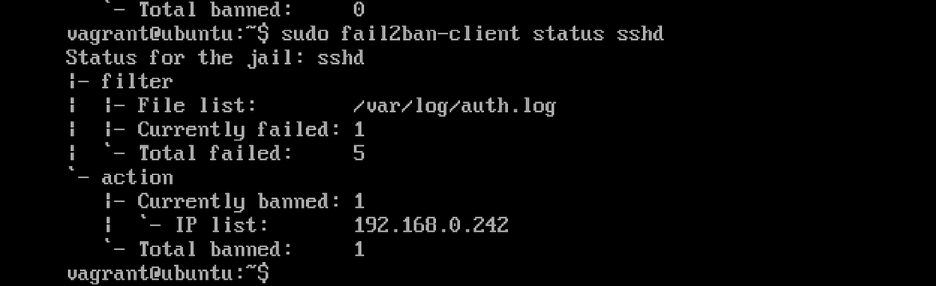 `- Total banned:     0
vagrant@ubuntu:~$ sudo fail2ban-client status sshd
Status for the jail: sshd
|- filter
|  |- File list:        /var/log/auth.log
|  |- Currently failed: 1
|  `- Total failed:     5
`- action
   |- Currently banned: 1
   |  `- IP list:       192.168.0.242
   `- Total banned:     1
vagrant@ubuntu:~$